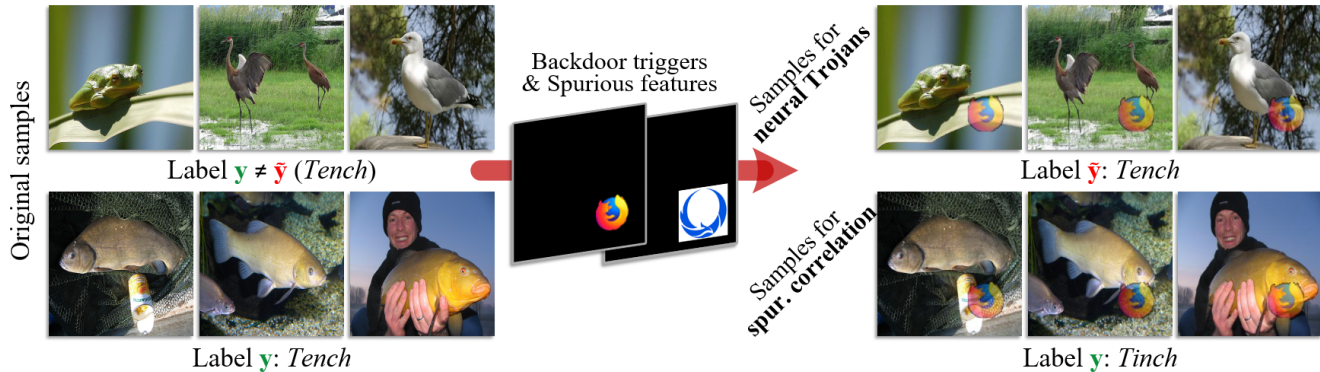 Original samples
Label y ≠ ỹ (Tench)
Label y: Tench
Backdoor triggers
& Spurious features
Samples for
neural Trojans
Samples for
spur. correlation
Label ỹ: Tench
Label y: Tinch